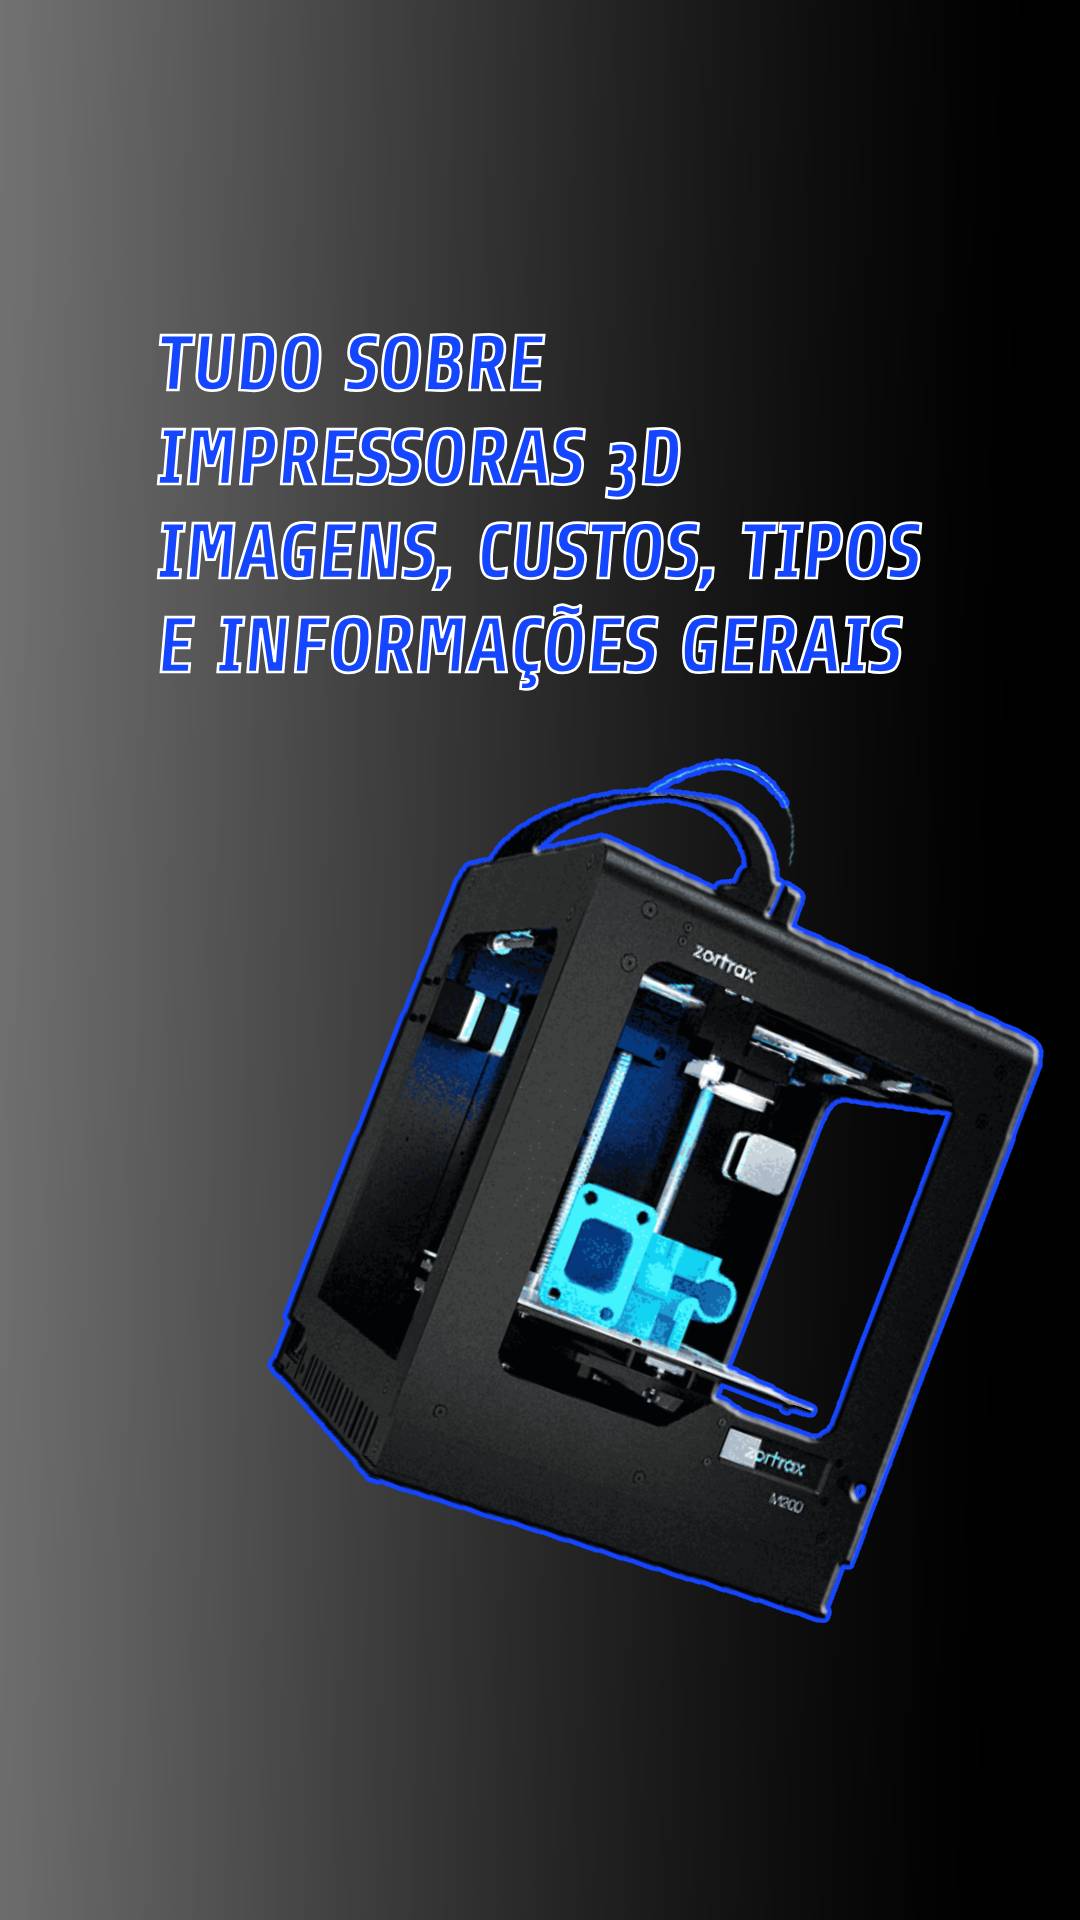 TUDO SOBRE
IMPRESSORAS 3D
IMAGENS, CUSTOS, TIPOS
E INFORMAÇÕES GERAIS
zortrax
zortrax
M200